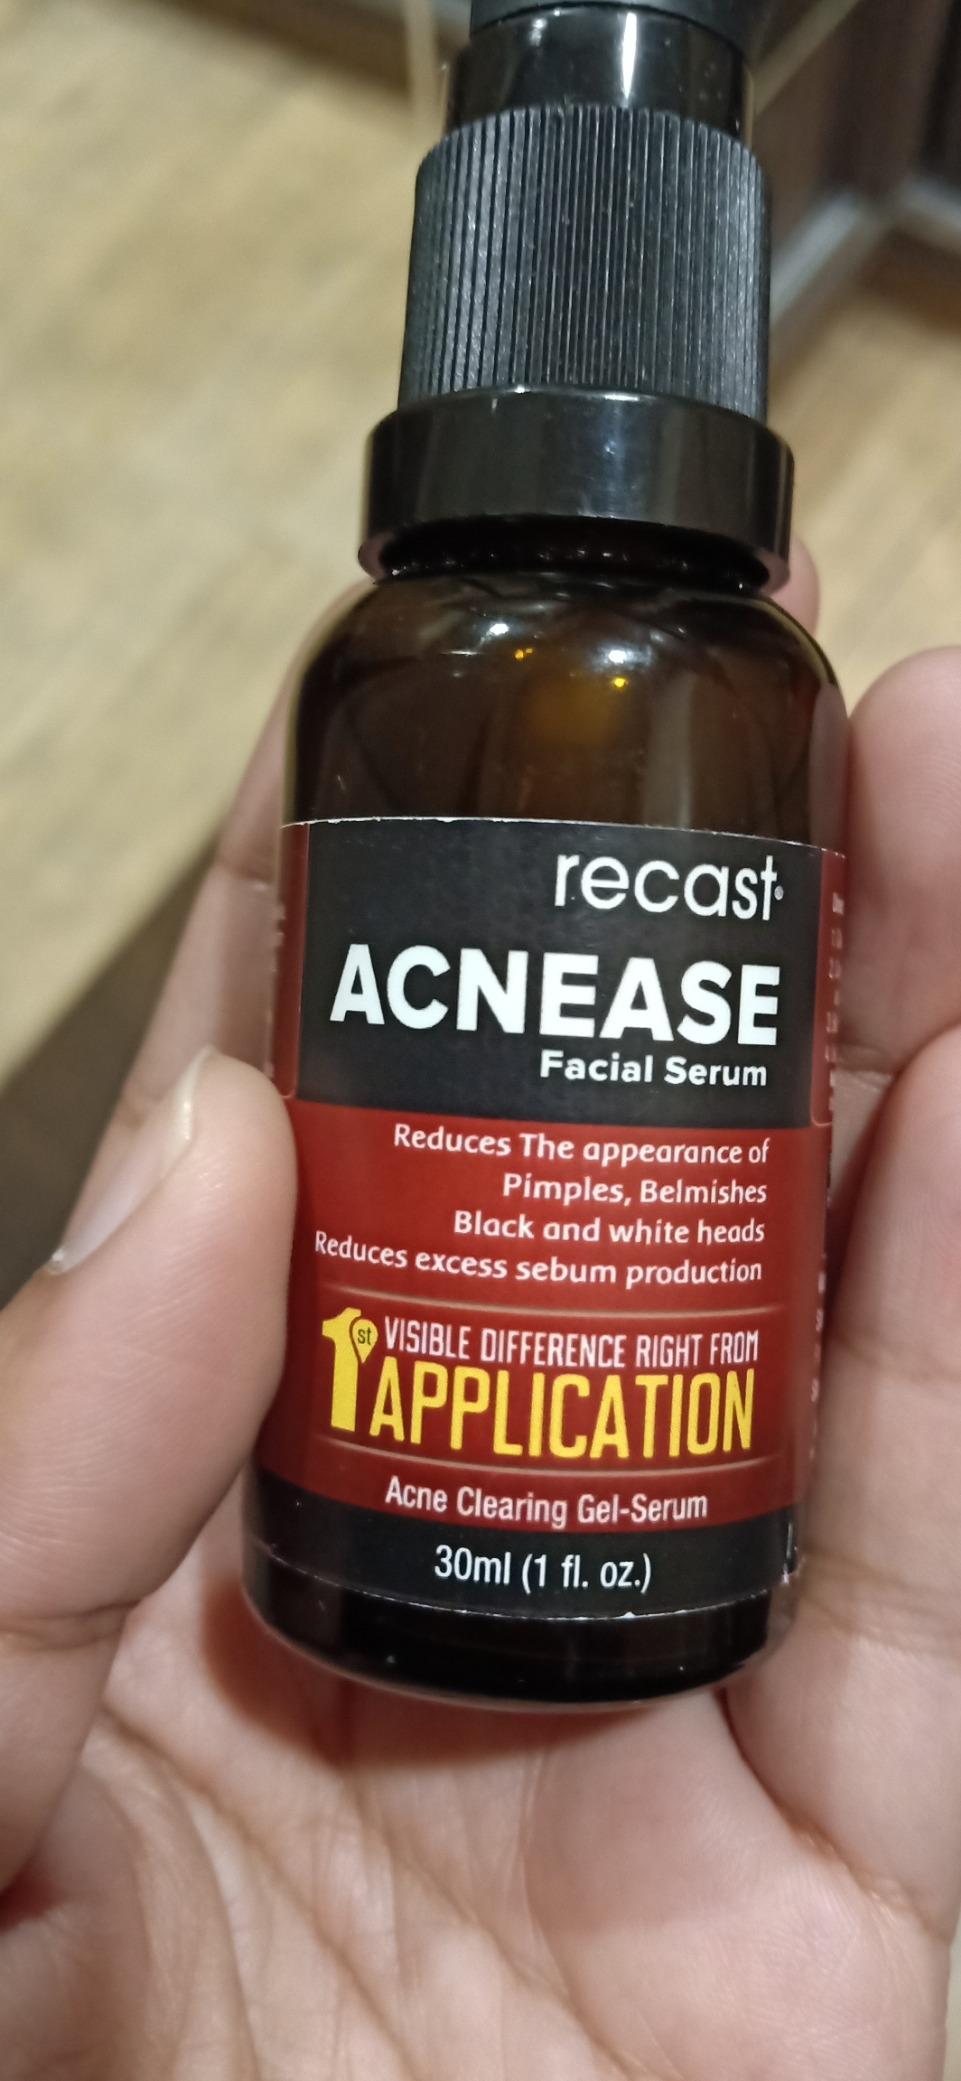 recast
ACNEASE
Facial Serum
Reduces The appearance of
Pimples, Belmishes
Black and white heads
Reduces excess sebum production
1st VISIBLE DIFFERENCE RIGHT FROM
APPLICATION
Acne Clearing Gel-Serum
30ml (1 fl. oz.)